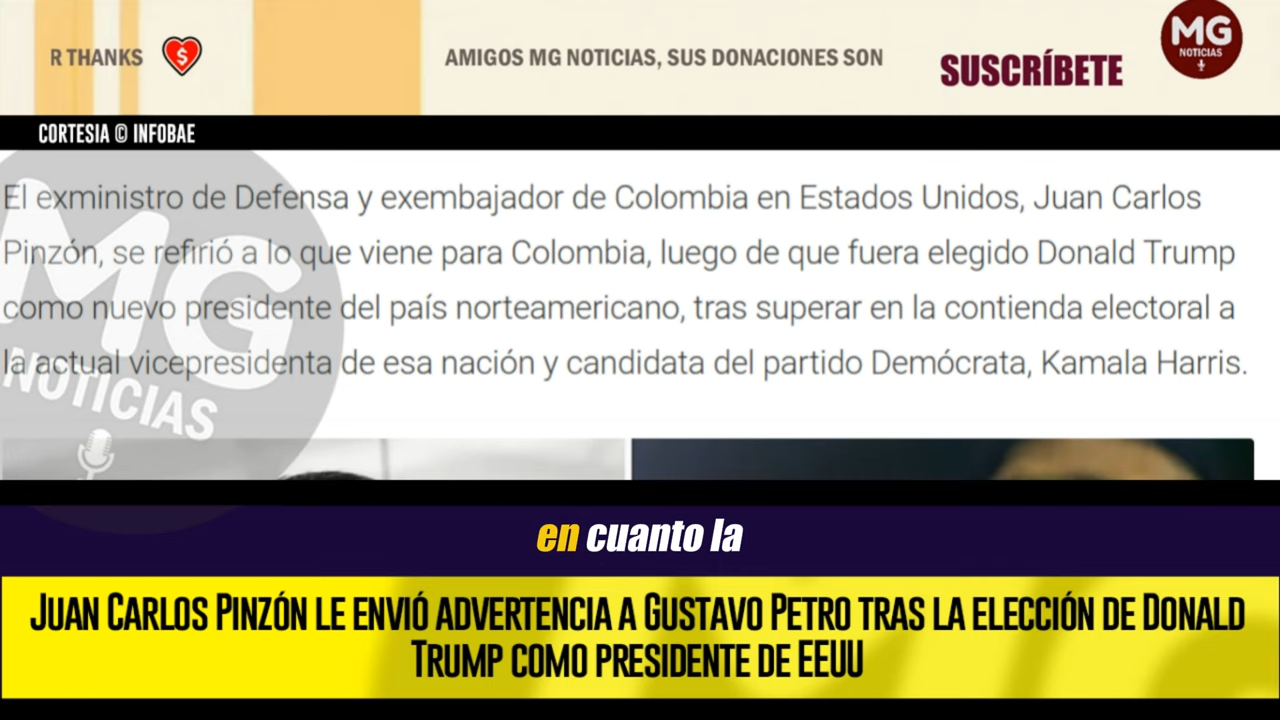 R THANKS
AMIGOS MG NOTICIAS, SUS DONACIONES SON
SUSCRÍBETE
MG
NOTICIAS
CORTESIA © INFOBAE
El exministro de Defensa y exembajador de Colombia en Estados Unidos, Juan Carlos
Pinzón, se refirió a lo que viene para Colombia, luego de que fuera elegido Donald Trump
como nuevo presidente del país norteamericano, tras superar en la contienda electoral a
la actual vicepresidenta de esa nación y candidata del partido Demócrata, Kamala Harris.
MG
NOTICIAS
en cuanto la
JUAN CARLOS PINZÓN LE ENVIÓ ADVERTENCIA A GUSTAVO PETRO TRAS LA ELECCIÓN DE DONALD
TRUMP COMO PRESIDENTE DE EEUU